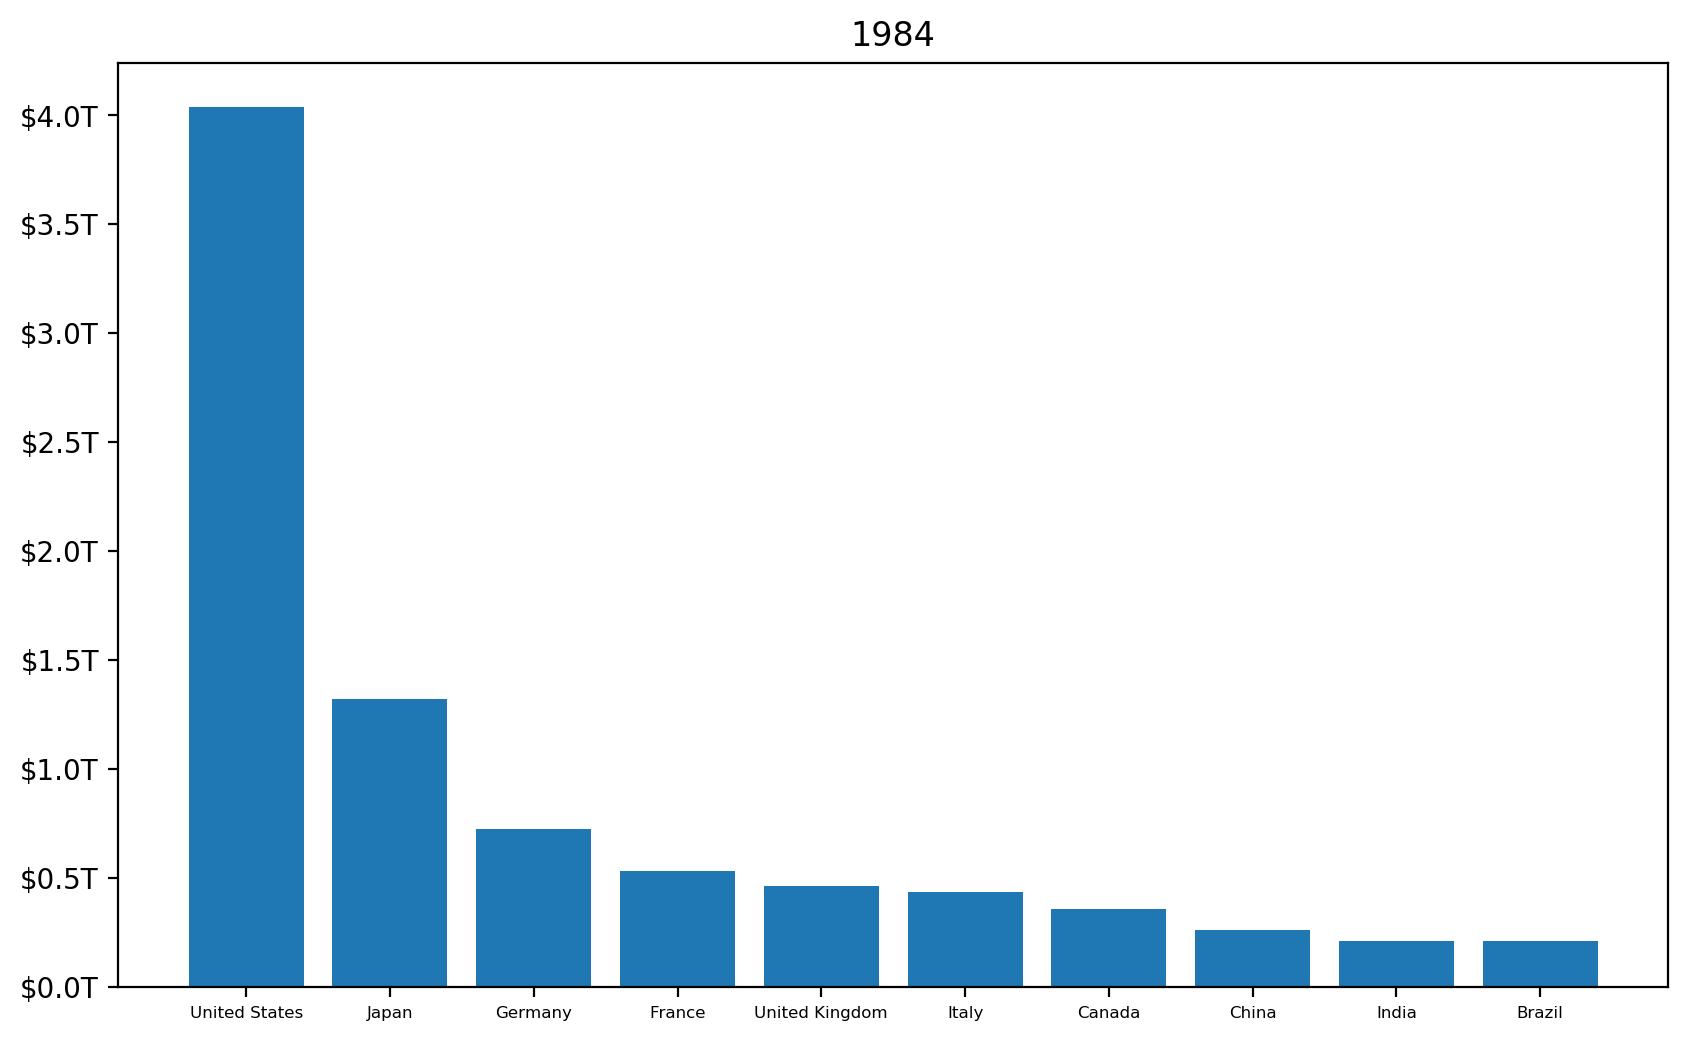 1984
$4.0T
$3.5T
$3.0T
$2.5T
$2.0T
$1.5T
$1.0T
$0.5T
$0.0T
United States Japan Germany France United Kingdom Italy Canada China India Brazil